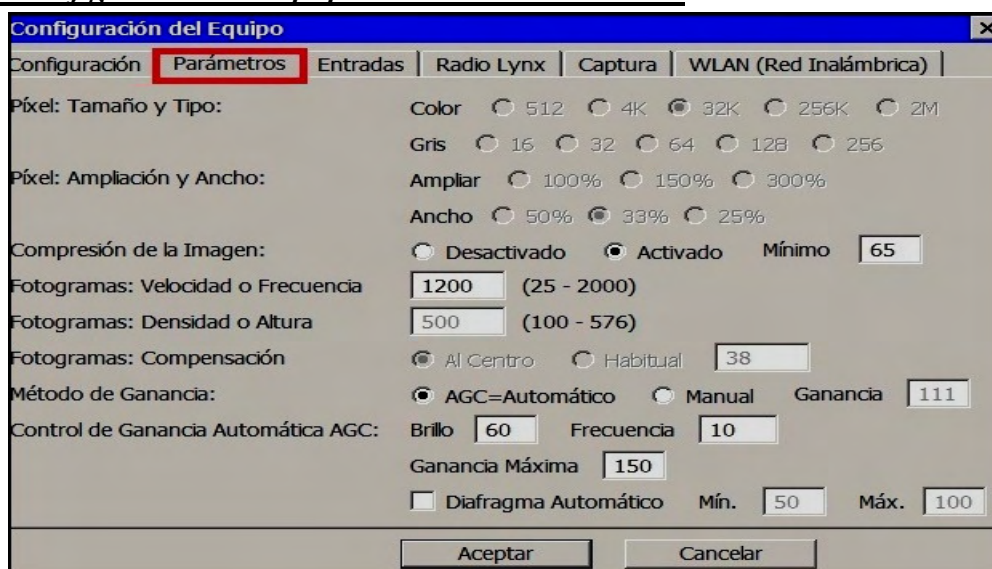 Configuración del Equipo
Configuración Parámetros Entradas Radio Lynx Captura WLAN (Red Inalámbrica)
Píxel: Tamaño y Tipo: Color 512 4K 32K 256K 2M
Gris 16 32 64 128 256
Píxel: Ampliación y Ancho: Ampliar 100% 150% 300%
Ancho 50% 33% 25%
Compresión de la Imagen: Desactivado Activado Mínimo 65
Fotogramas: Velocidad o Frecuencia 1200 (25 - 2000)
Fotogramas: Densidad o Altura 500 (100 - 576)
Fotogramas: Compensación Al Centro Habitual 38
Método de Ganancia: AGC=Automático Manual Ganancia 111
Control de Ganancia Automática AGC: Brillo 60 Frecuencia 10
Ganancia Máxima 150
Diafragma Automático Mín. 50 Máx. 100
Aceptar Cancelar